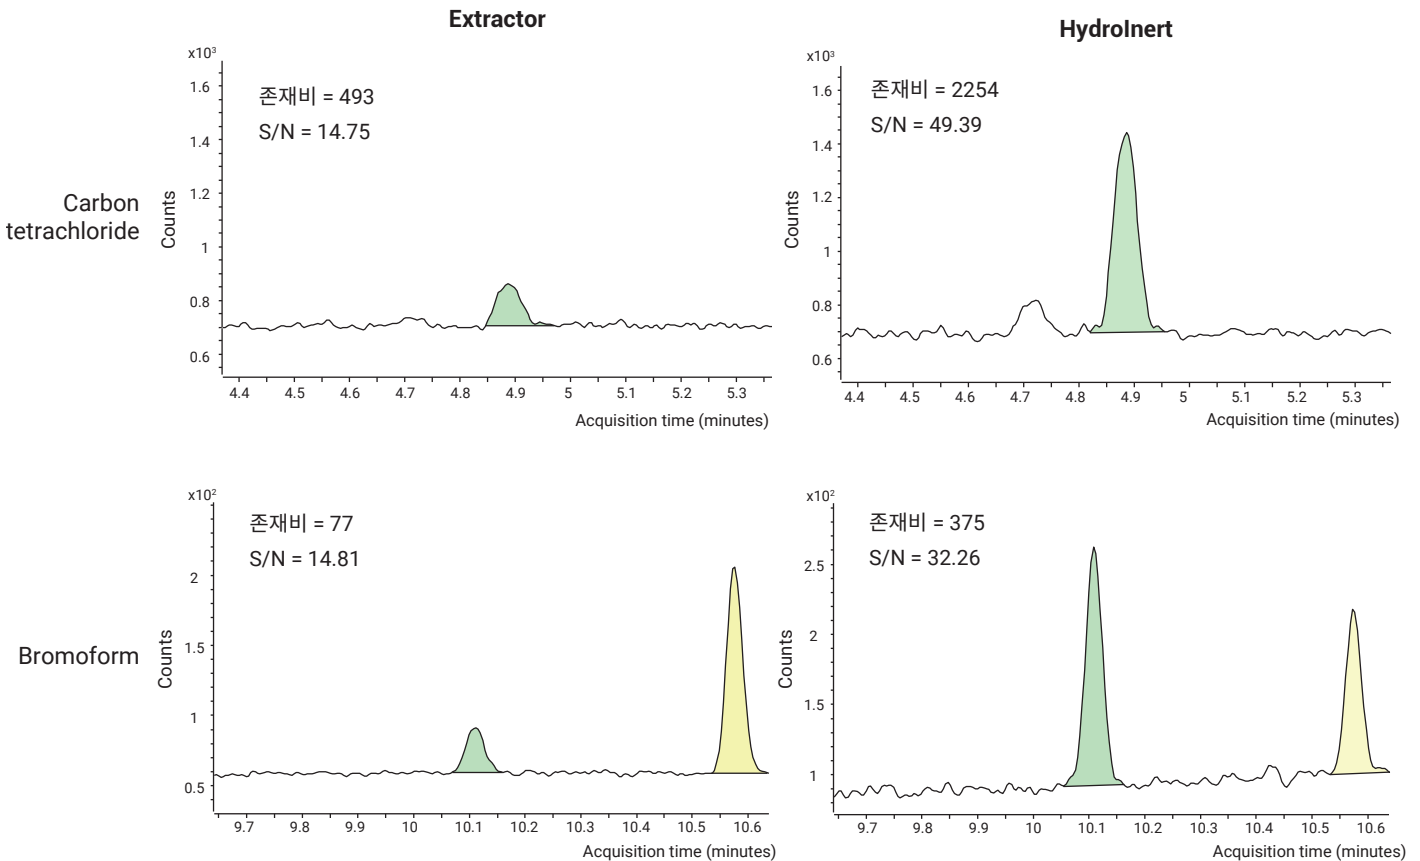 Extractor
x10³
존재비 = 493
S/N = 14.75
1.6
1.4
1.2
1
0.8
0.6
Counts
Carbon
tetrachloride
4.4 4.5 4.6 4.7 4.8 4.9 5 5.1 5.2 5.3
Acquisition time (minutes)
HydroInert
x10³
존재비 = 2254
S/N = 49.39
1.6
1.4
1.2
1
0.8
0.6
Counts
4.4 4.5 4.6 4.7 4.8 4.9 5 5.1 5.2 5.3
Acquisition time (minutes)
x10²
존재비 = 77
S/N = 14.81
2
1.5
1
0.5
Counts
Bromoform
9.7 9.8 9.9 10 10.1 10.2 10.3 10.4 10.5 10.6
Acquisition time (minutes)
x10²
존재비 = 375
S/N = 32.26
2.5
2
1.5
1
Counts
9.7 9.8 9.9 10 10.1 10.2 10.3 10.4 10.5 10.6
Acquisition time (minutes)